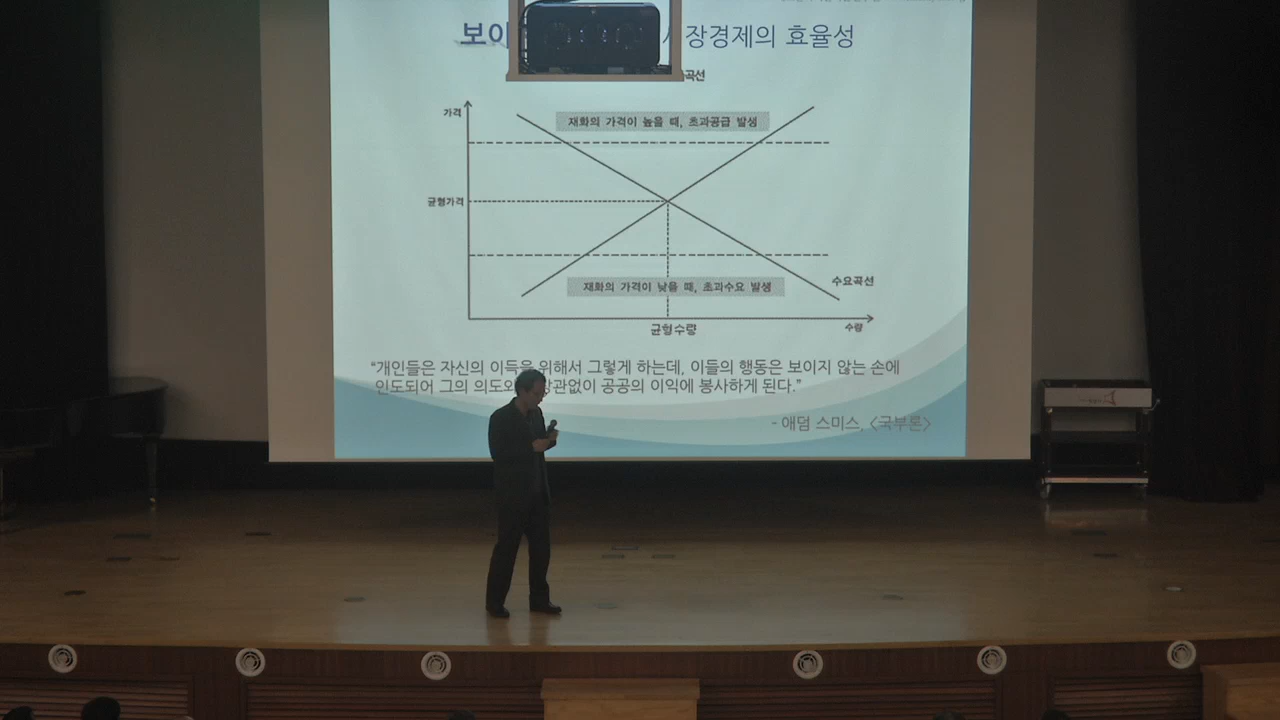 보이 장경제의 효율성
곡선
가격
재화의 가격이 높을 때, 초과공급 발생
균형가격
수요곡선
재화의 가격이 낮을 때, 초과수요 발생
균형수량
수량
“개인들은 자신의 이득을 위해서 그렇게 하는데, 이들의 행동은 보이지 않는 손에
인도되어 그의 의도와 상관없이 공공의 이익에 봉사하게 된다.”
- 애덤 스미스, <국부론>